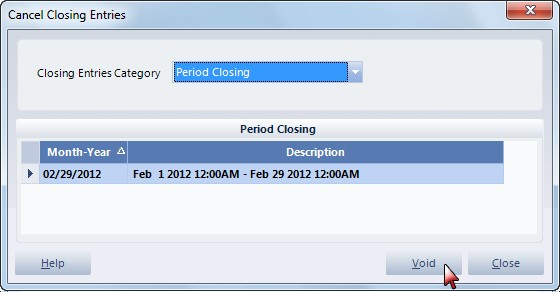 Cancel Closing Entries
Closing Entries Category Period Closing
Period Closing
Month-Year Description
02/29/2012 Feb 1 2012 12:00AM - Feb 29 2012 12:00AM
Help Void Close